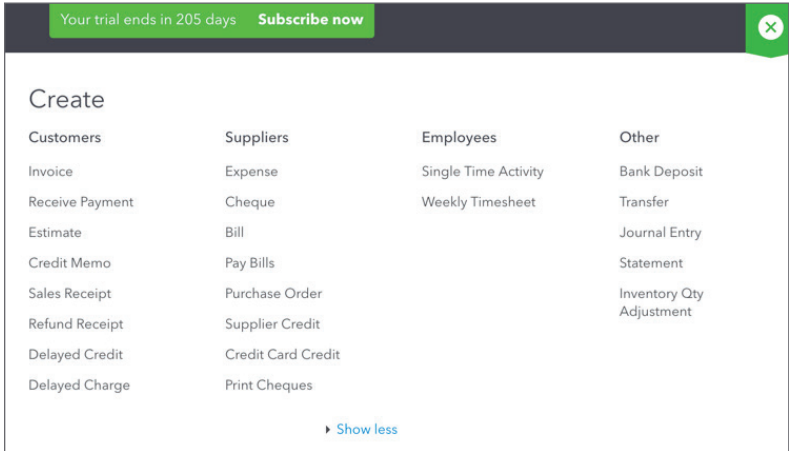 Your trial ends in 205 days Subscribe now
Create
Customers
Invoice
Receive Payment
Estimate
Credit Memo
Sales Receipt
Refund Receipt
Delayed Credit
Delayed Charge
Suppliers
Expense
Cheque
Bill
Pay Bills
Purchase Order
Supplier Credit
Credit Card Credit
Print Cheques
Employees
Single Time Activity
Weekly Timesheet
Other
Bank Deposit
Transfer
Journal Entry
Statement
Inventory Qty
Adjustment
Show less